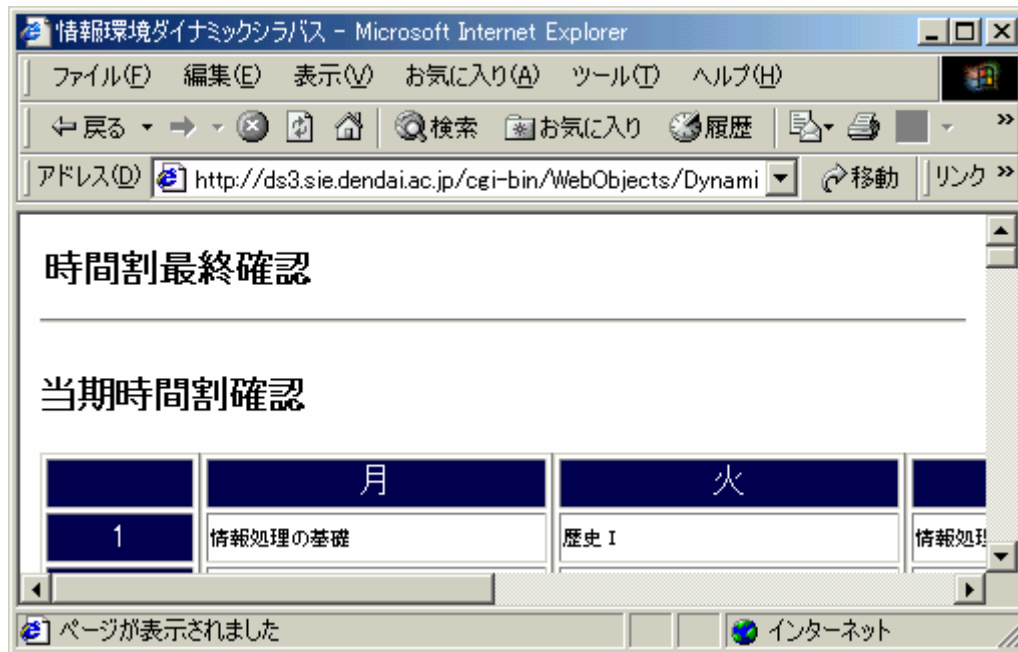 情報環境ダイナミックシラバス - Microsoft Internet Explorer
ファイル(F) 編集(E) 表示(V) お気に入り(A) ツール(T) ヘルプ(H)
戻る 検索 お気に入り 履歴 »
アドレス(D) http://ds3.sie.dendai.ac.jp/cgi-bin/WebObjects/Dynami 移動 リンク »
時間割最終確認
当期時間割確認
月 火
1 情報処理の基礎 歴史 I 情報処理
ページが表示されました インターネット